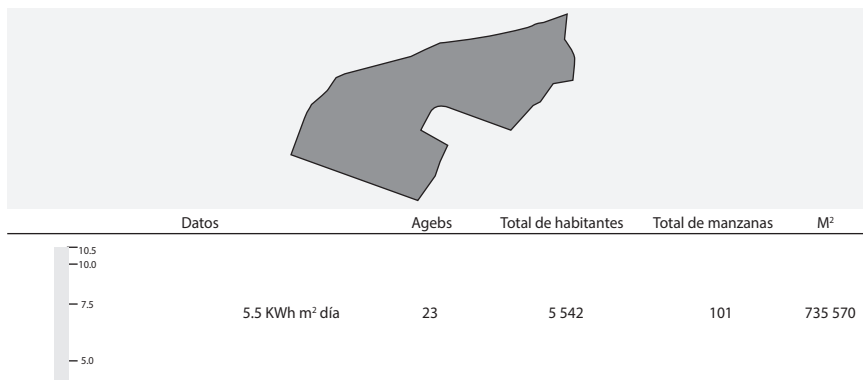 Datos Agebs Total de habitantes Total de manzanas M²
10.5
10.0
7.5
5.5 KWh m² día 23 5 542 101 735 570
5.0